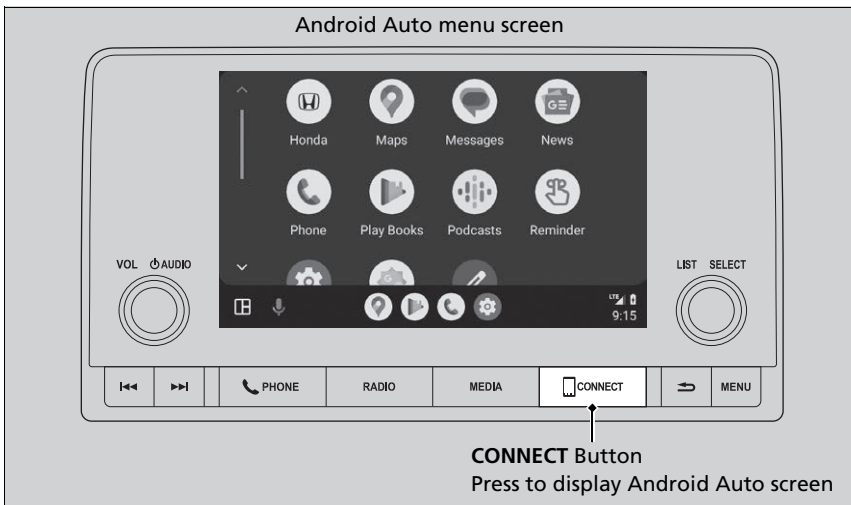 Android Auto menu screen
Honda Maps Messages News
Phone Play Books Podcasts Reminder
VOL AUDIO LIST SELECT
LTE
9:15
PHONE RADIO MEDIA CONNECT MENU
CONNECT Button
Press to display Android Auto screen